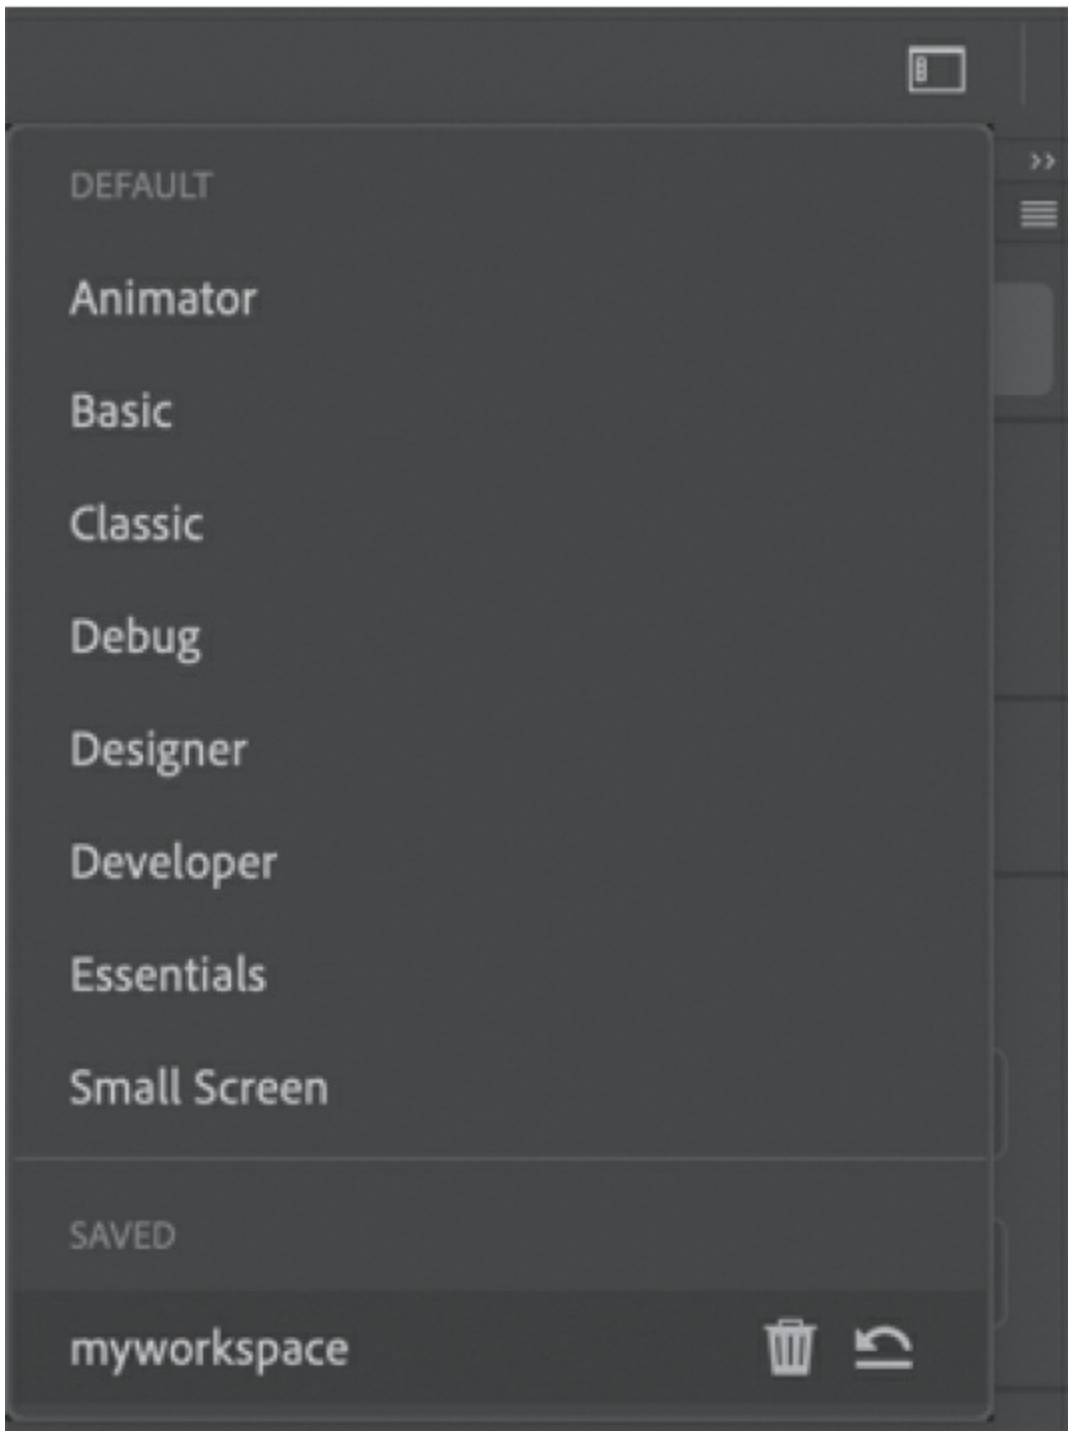 DEFAULT
Animator
Basic
Classic
Debug
Designer
Developer
Essentials
Small Screen
SAVED
myworkspace